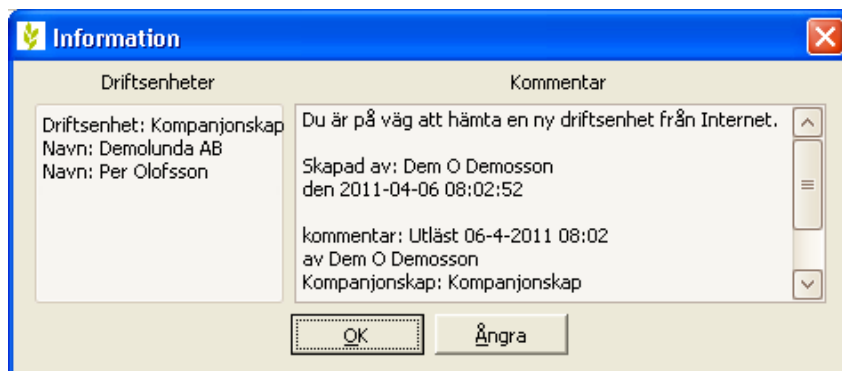 Information
Driftsenheter
Driftsenhet: Kompanjonskap
Navn: Demolunda AB
Navn: Per Olofsson
Kommentar
Du är på väg att hämta en ny driftsenhet från Internet.
Skapad av: Dem O Demosson
den 2011-04-06 08:02:52
kommentar: Utläst 06-4-2011 08:02
av Dem O Demosson
Kompanjonskap: Kompanjonskap
OK
Ångra